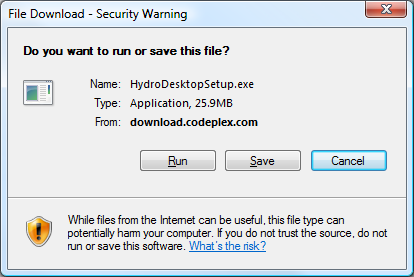 File Download - Security Warning
Do you want to run or save this file?
Name: HydroDesktopSetup.exe
Type: Application, 25.9MB
From: download.codeplex.com
Run Save Cancel
While files from the Internet can be useful, this file type can
potentially harm your computer. If you do not trust the source, do not
run or save this software. What's the risk?